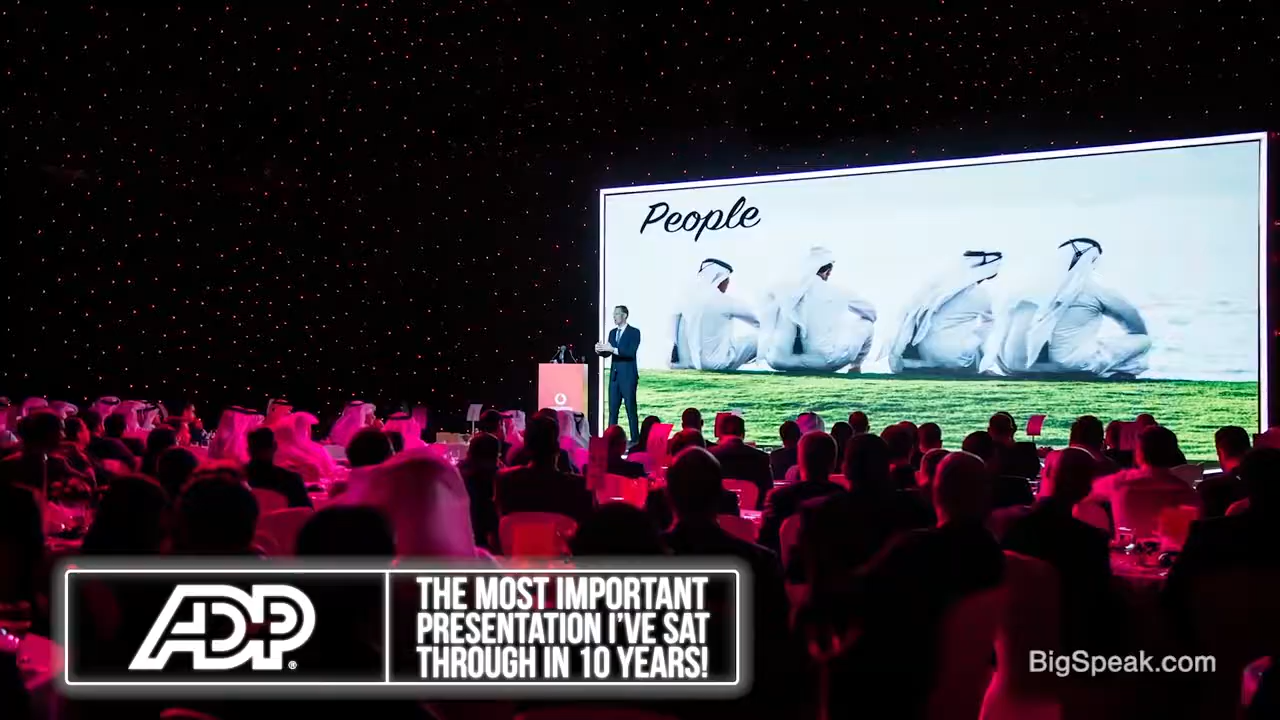 People
ADP®
THE MOST IMPORTANT
PRESENTATION I'VE SAT
THROUGH IN 10 YEARS!
BigSpeak.com